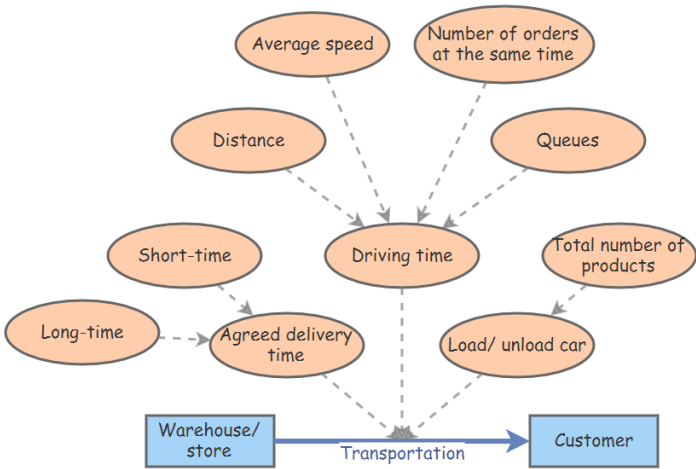 Average speed
Number of orders
at the same time
Distance
Queues
Short-time
Driving time
Total number of
products
Long-time
Agreed delivery
time
Load/ unload car
Warehouse/
store
Transportation
Customer